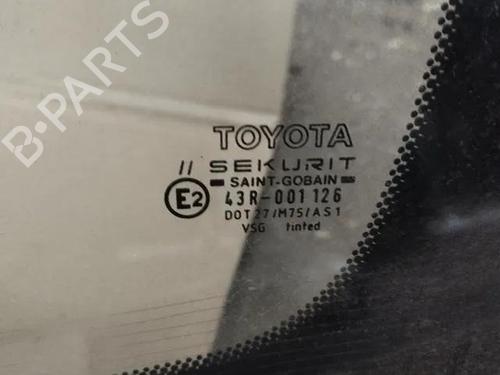 B-PARTS
TOYOTA
// SEKURIT
SAINT-GOBAIN
E2 43R-001126
DOT27/M75/AS1
VSG tinted